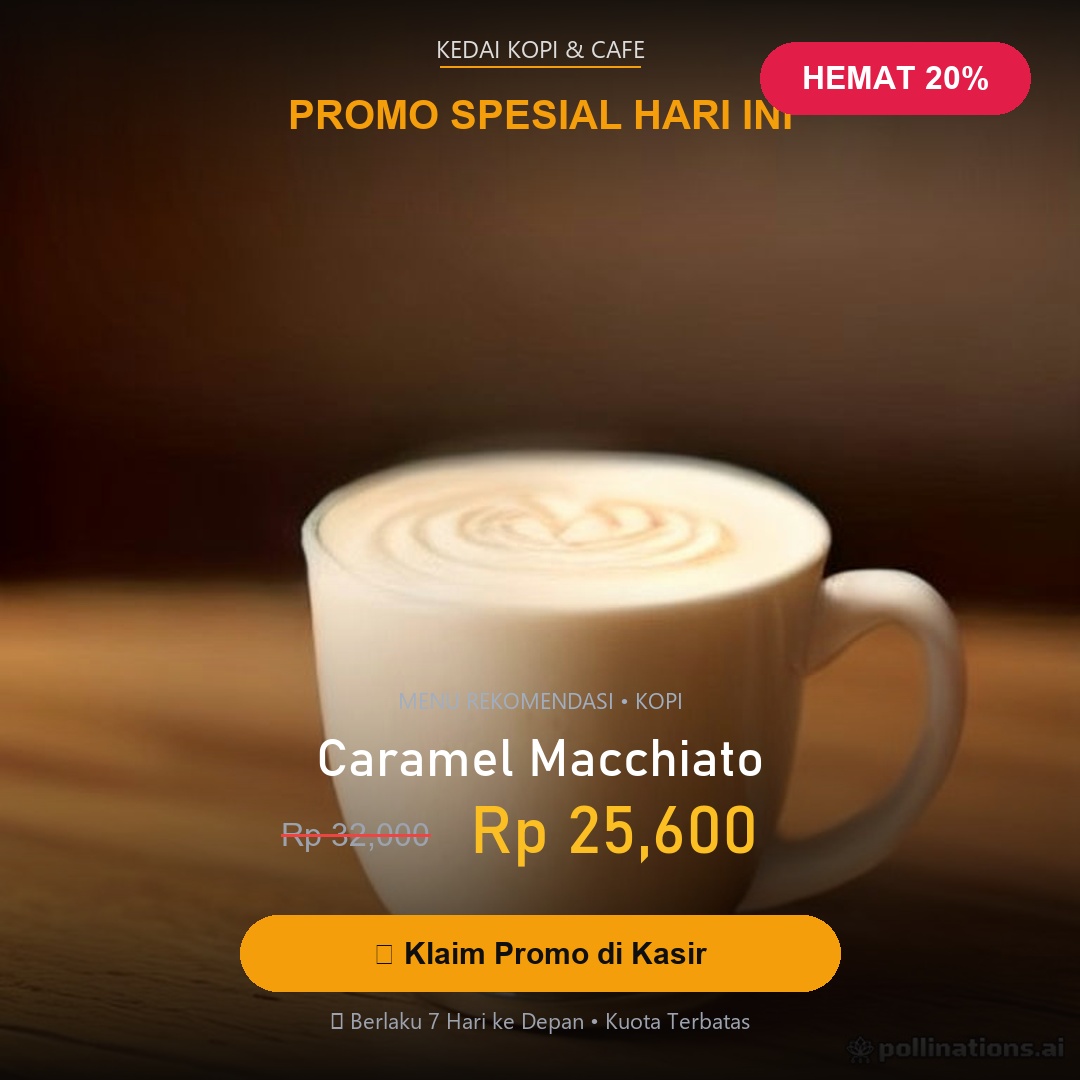 KEDAI KOPI & CAFE
HEMAT 20%
PROMO SPESIAL HARI INI
MENU REKOMENDASI • KOPI
Caramel Macchiato
Rp 32,000 Rp 25,600
Klaim Promo di Kasir
Berlaku 7 Hari ke Depan • Kuota Terbatas
pollinations.ai